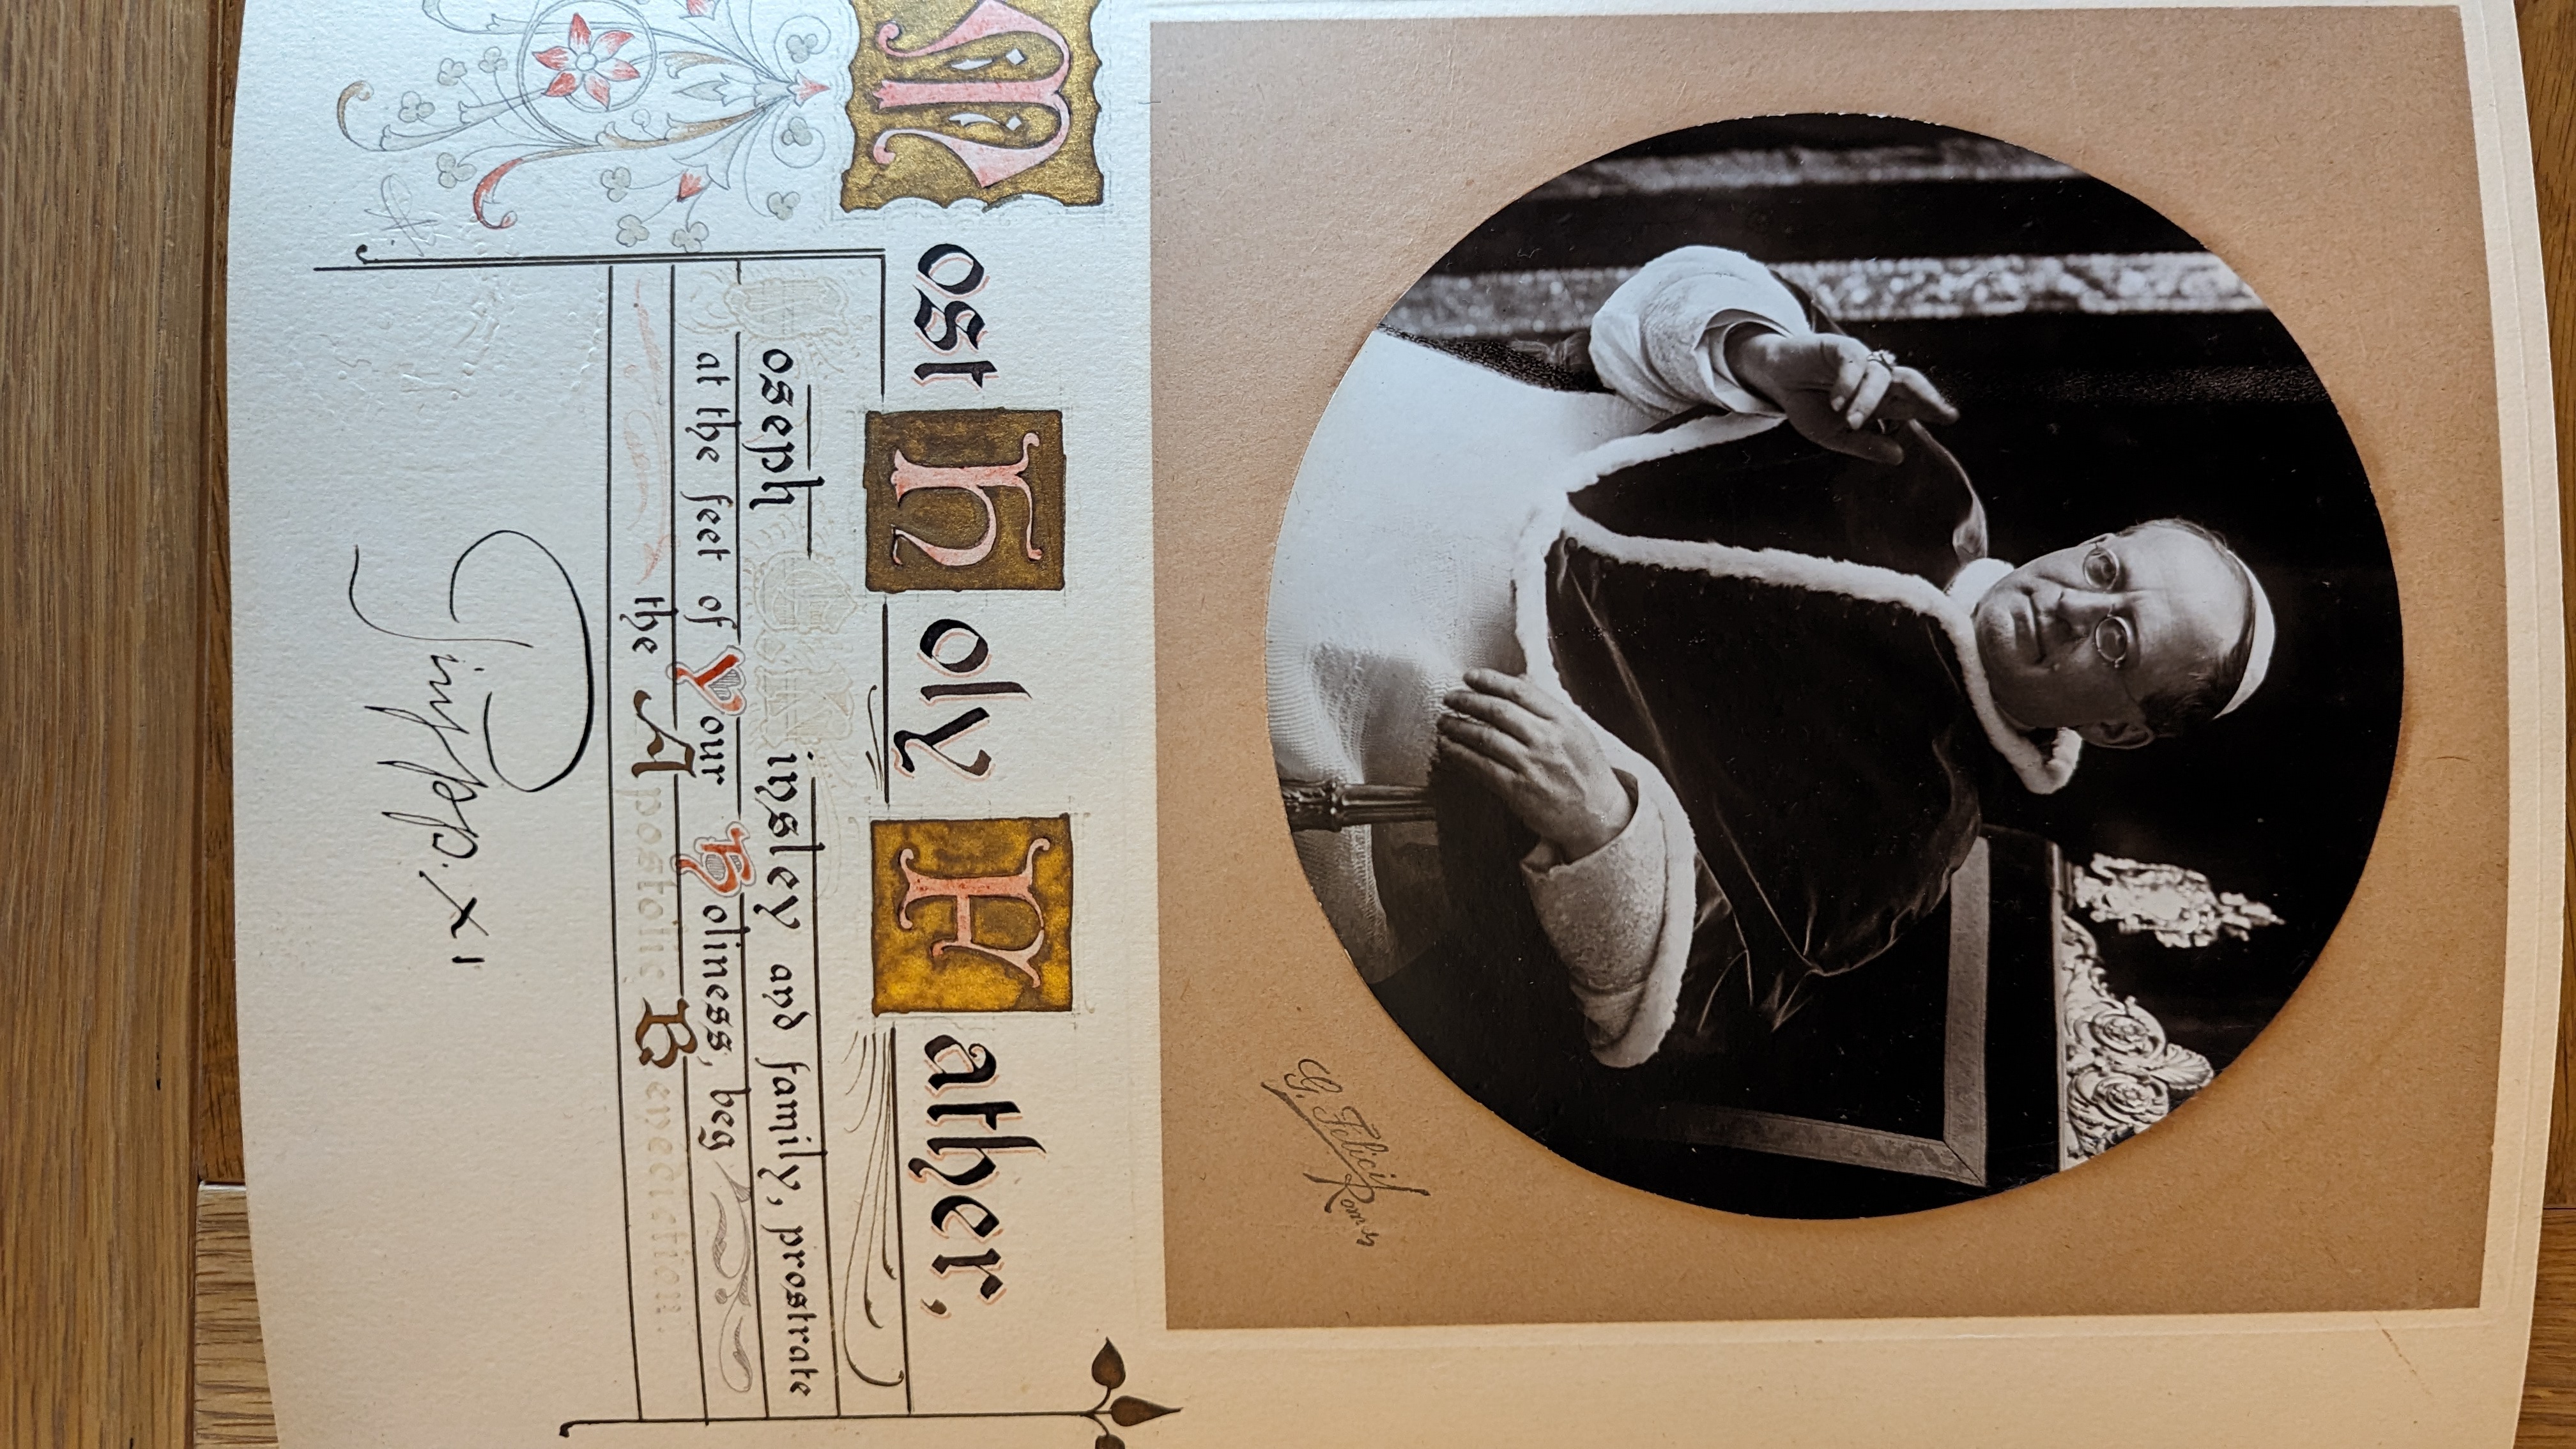 G. Felici Roma
Most Holy Father,
Joseph insley and family, prostrate
at the feet of Your Holiness, beg
the Apostolic Benediction.
Pius pp. XI